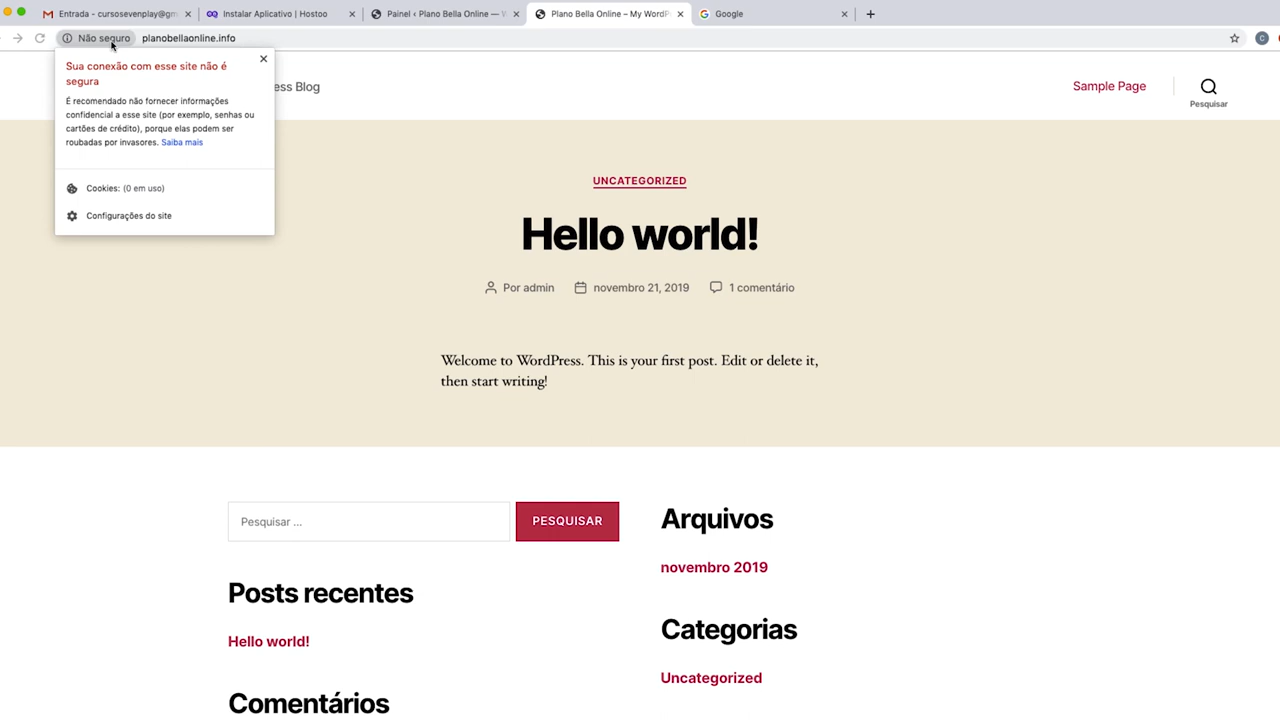 Entrada - cursosevenplay@gm
Instalar Aplicativo | Hostoo
Painel ‹ Plano Bella Online — W
Plano Bella Online – My WordP
Google
Não seguro
planobellaonline.info
C
Sua conexão com esse site não é
segura
É recomendado não fornecer informações
confidencial a esse site (por exemplo, senhas ou
cartões de crédito), porque elas podem ser
roubadas por invasores. Saiba mais
Cookies: (0 em uso)
Configurações do site
ess Blog
Sample Page
Pesquisar
UNCATEGORIZED
Hello world!
Por admin
novembro 21, 2019
1 comentário
Welcome to WordPress. This is your first post. Edit or delete it,
then start writing!
Pesquisar ...
PESQUISAR
Posts recentes
Hello world!
Comentários
Arquivos
novembro 2019
Categorias
Uncategorized